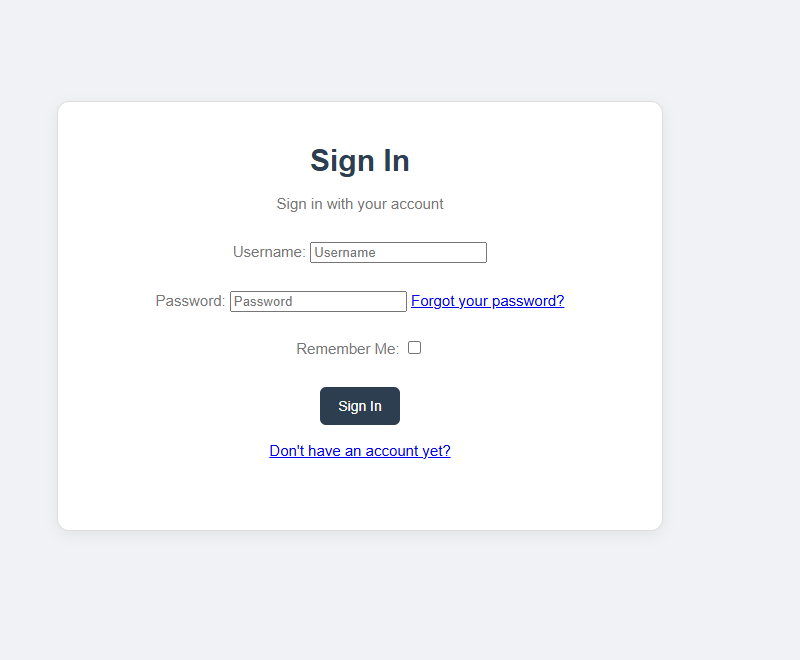 Sign In
Sign in with your account
Username: Username
Password: Password Forgot your password?
Remember Me:
Sign In
Don't have an account yet?